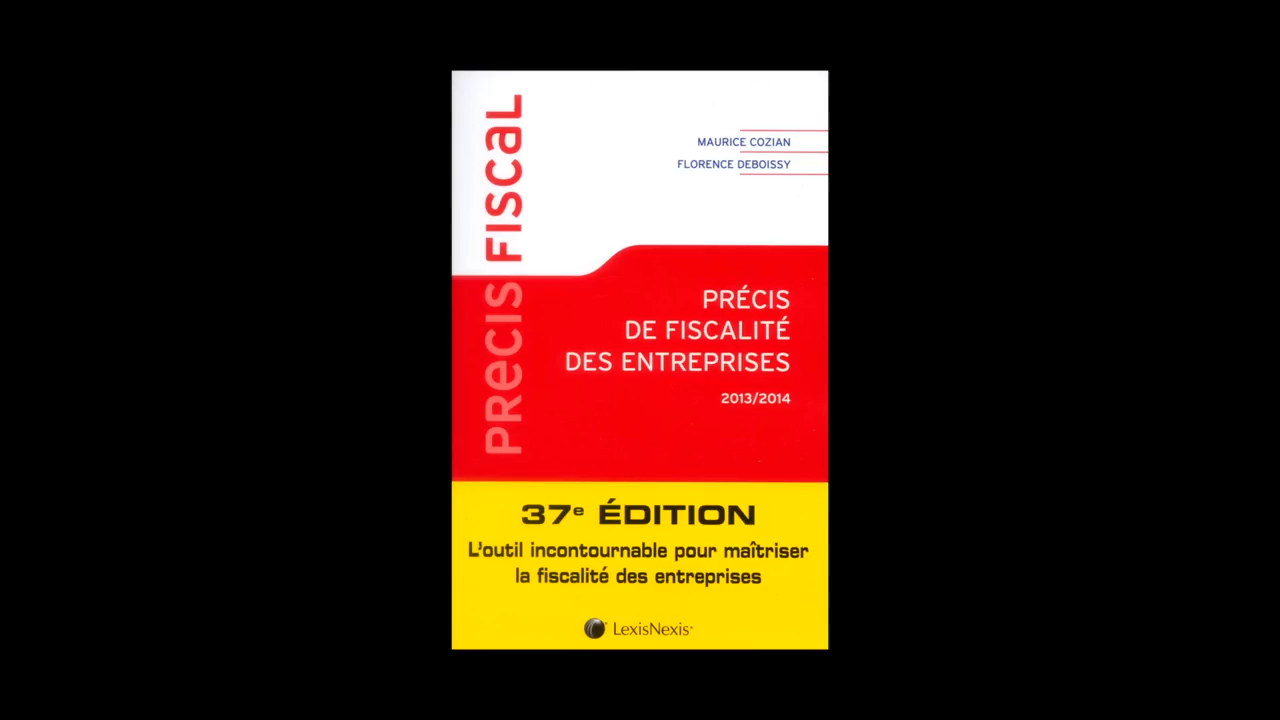 PRECIS FISCAL
MAURICE COZIAN
FLORENCE DEBOISSY
PRÉCIS
DE FISCALITÉ
DES ENTREPRISES
2013/2014
37e ÉDITION
L'outil incontournable pour maîtriser
la fiscalité des entreprises
LexisNexis